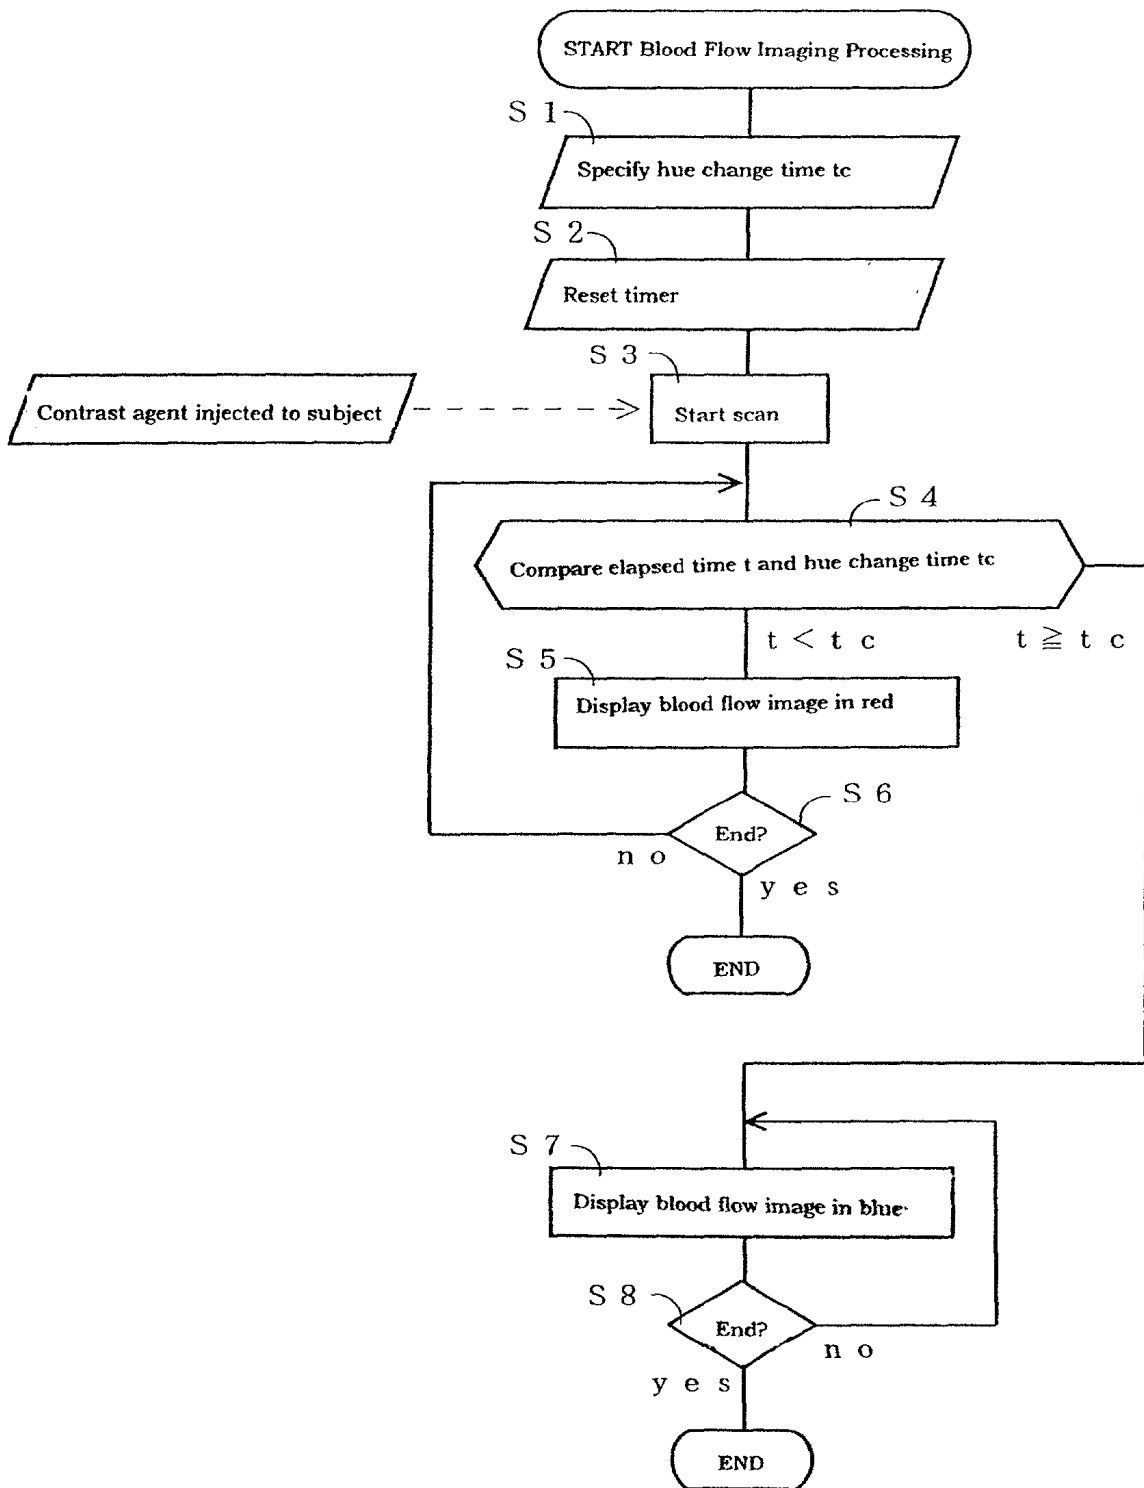 START Blood Flow Imaging Processing
S 1
Specify hue change time tc
S 2
Reset timer
S 3
Contrast agent injected to subject
Start scan
S 4
Compare elapsed time t and hue change time tc
t < t c
t ≧ t c
S 5
Display blood flow image in red
S 6
End?
n o
y e s
END
S 7
Display blood flow image in blue
S 8
End?
n o
y e s
END